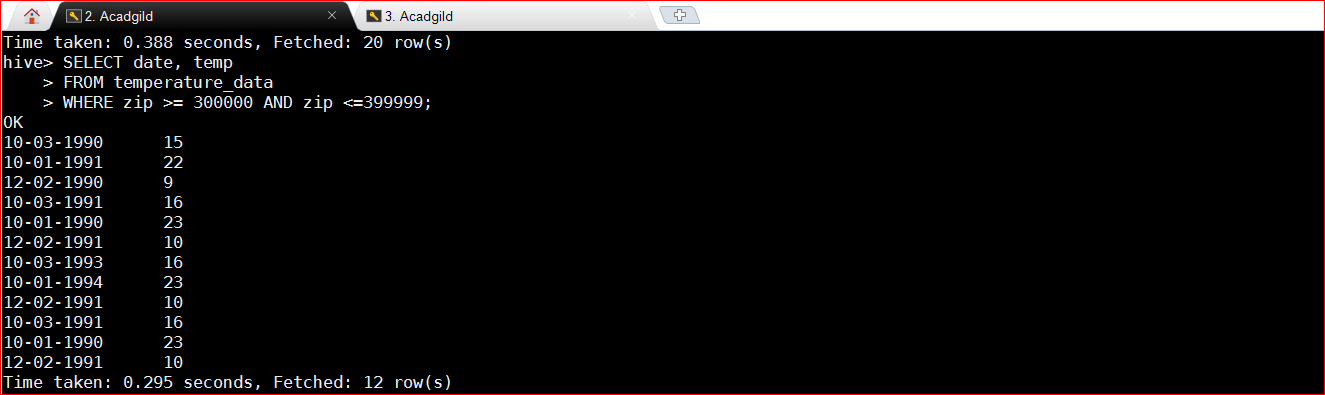 2. Acadgild
3. Acadgild
Time taken: 0.388 seconds, Fetched: 20 row(s)
hive> SELECT date, temp
    > FROM temperature_data
    > WHERE zip >= 300000 AND zip <=399999;
OK
10-03-1990      15
10-01-1991      22
12-02-1990      9
10-03-1991      16
10-01-1990      23
12-02-1991      10
10-03-1993      16
10-01-1994      23
12-02-1991      10
10-03-1991      16
10-01-1990      23
12-02-1991      10
Time taken: 0.295 seconds, Fetched: 12 row(s)